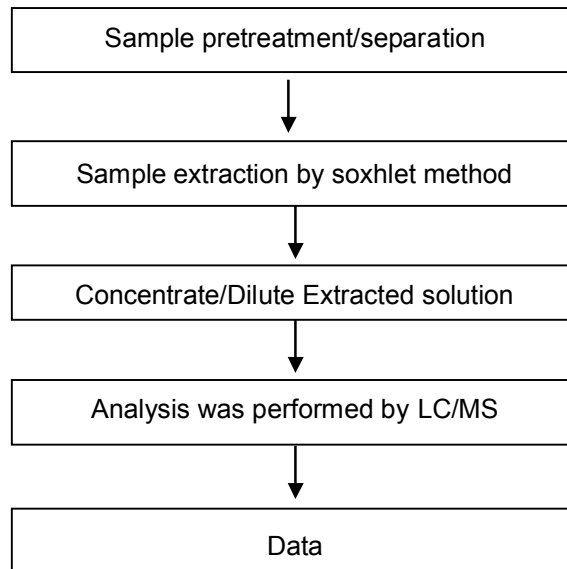 Sample pretreatment/separation
Sample extraction by soxhlet method
Concentrate/Dilute Extracted solution
Analysis was performed by LC/MS
Data